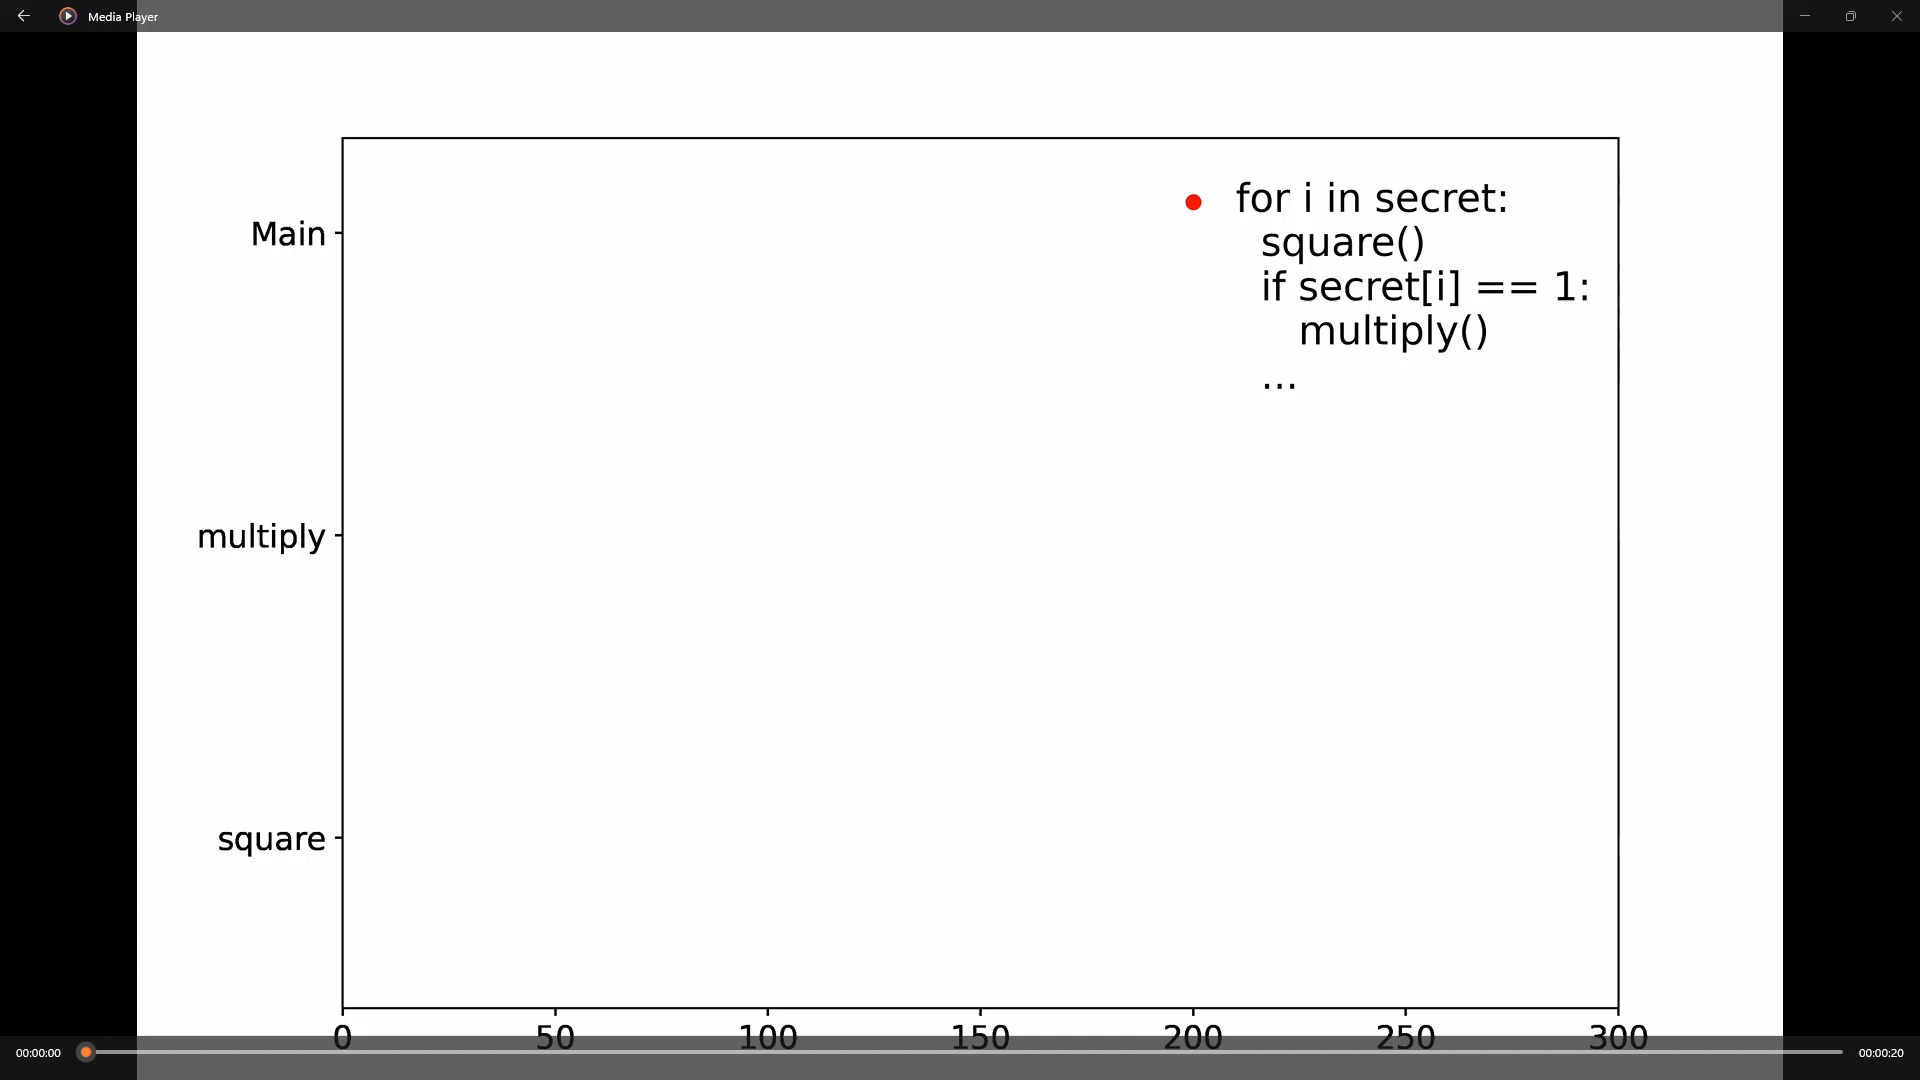 Media Player
for i in secret:
square()
if secret[i] == 1:
multiply()
...
Main
multiply
square
0 50 100 150 200 250 300
00:00:00 00:00:20